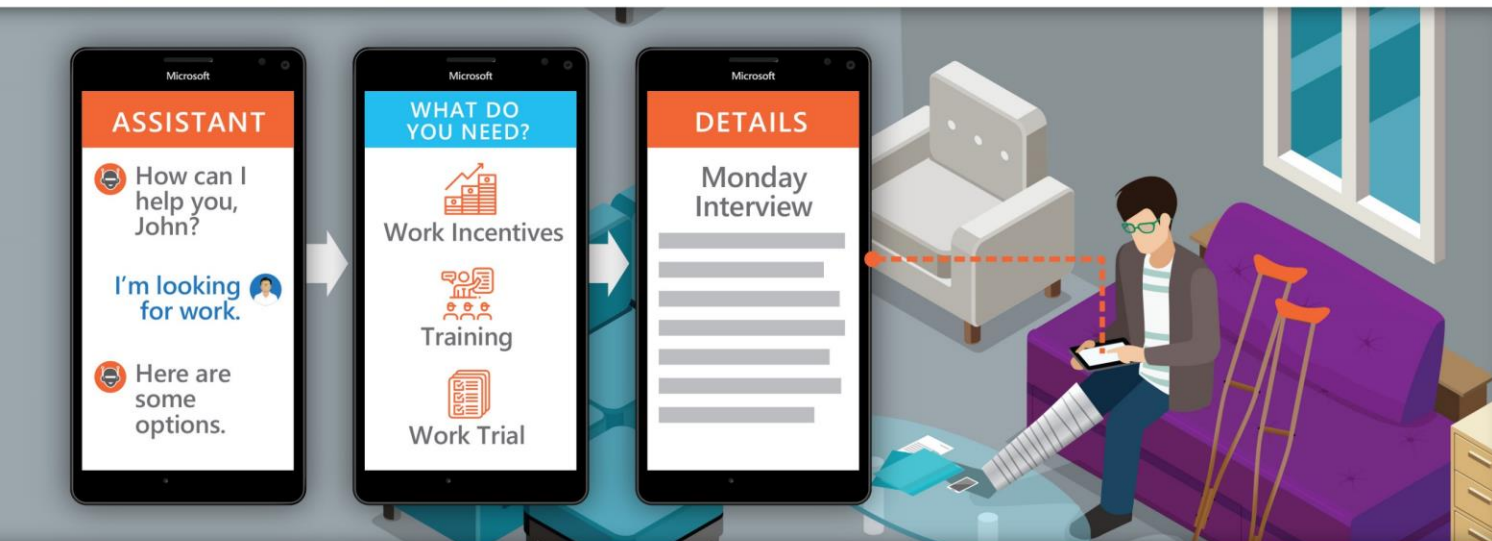 Microsoft
ASSISTANT
How can I
help you,
John?
I'm looking
for work.
Here are
some
options.
Microsoft
WHAT DO
YOU NEED?
Work Incentives
Training
Work Trial
Microsoft
DETAILS
Monday
Interview